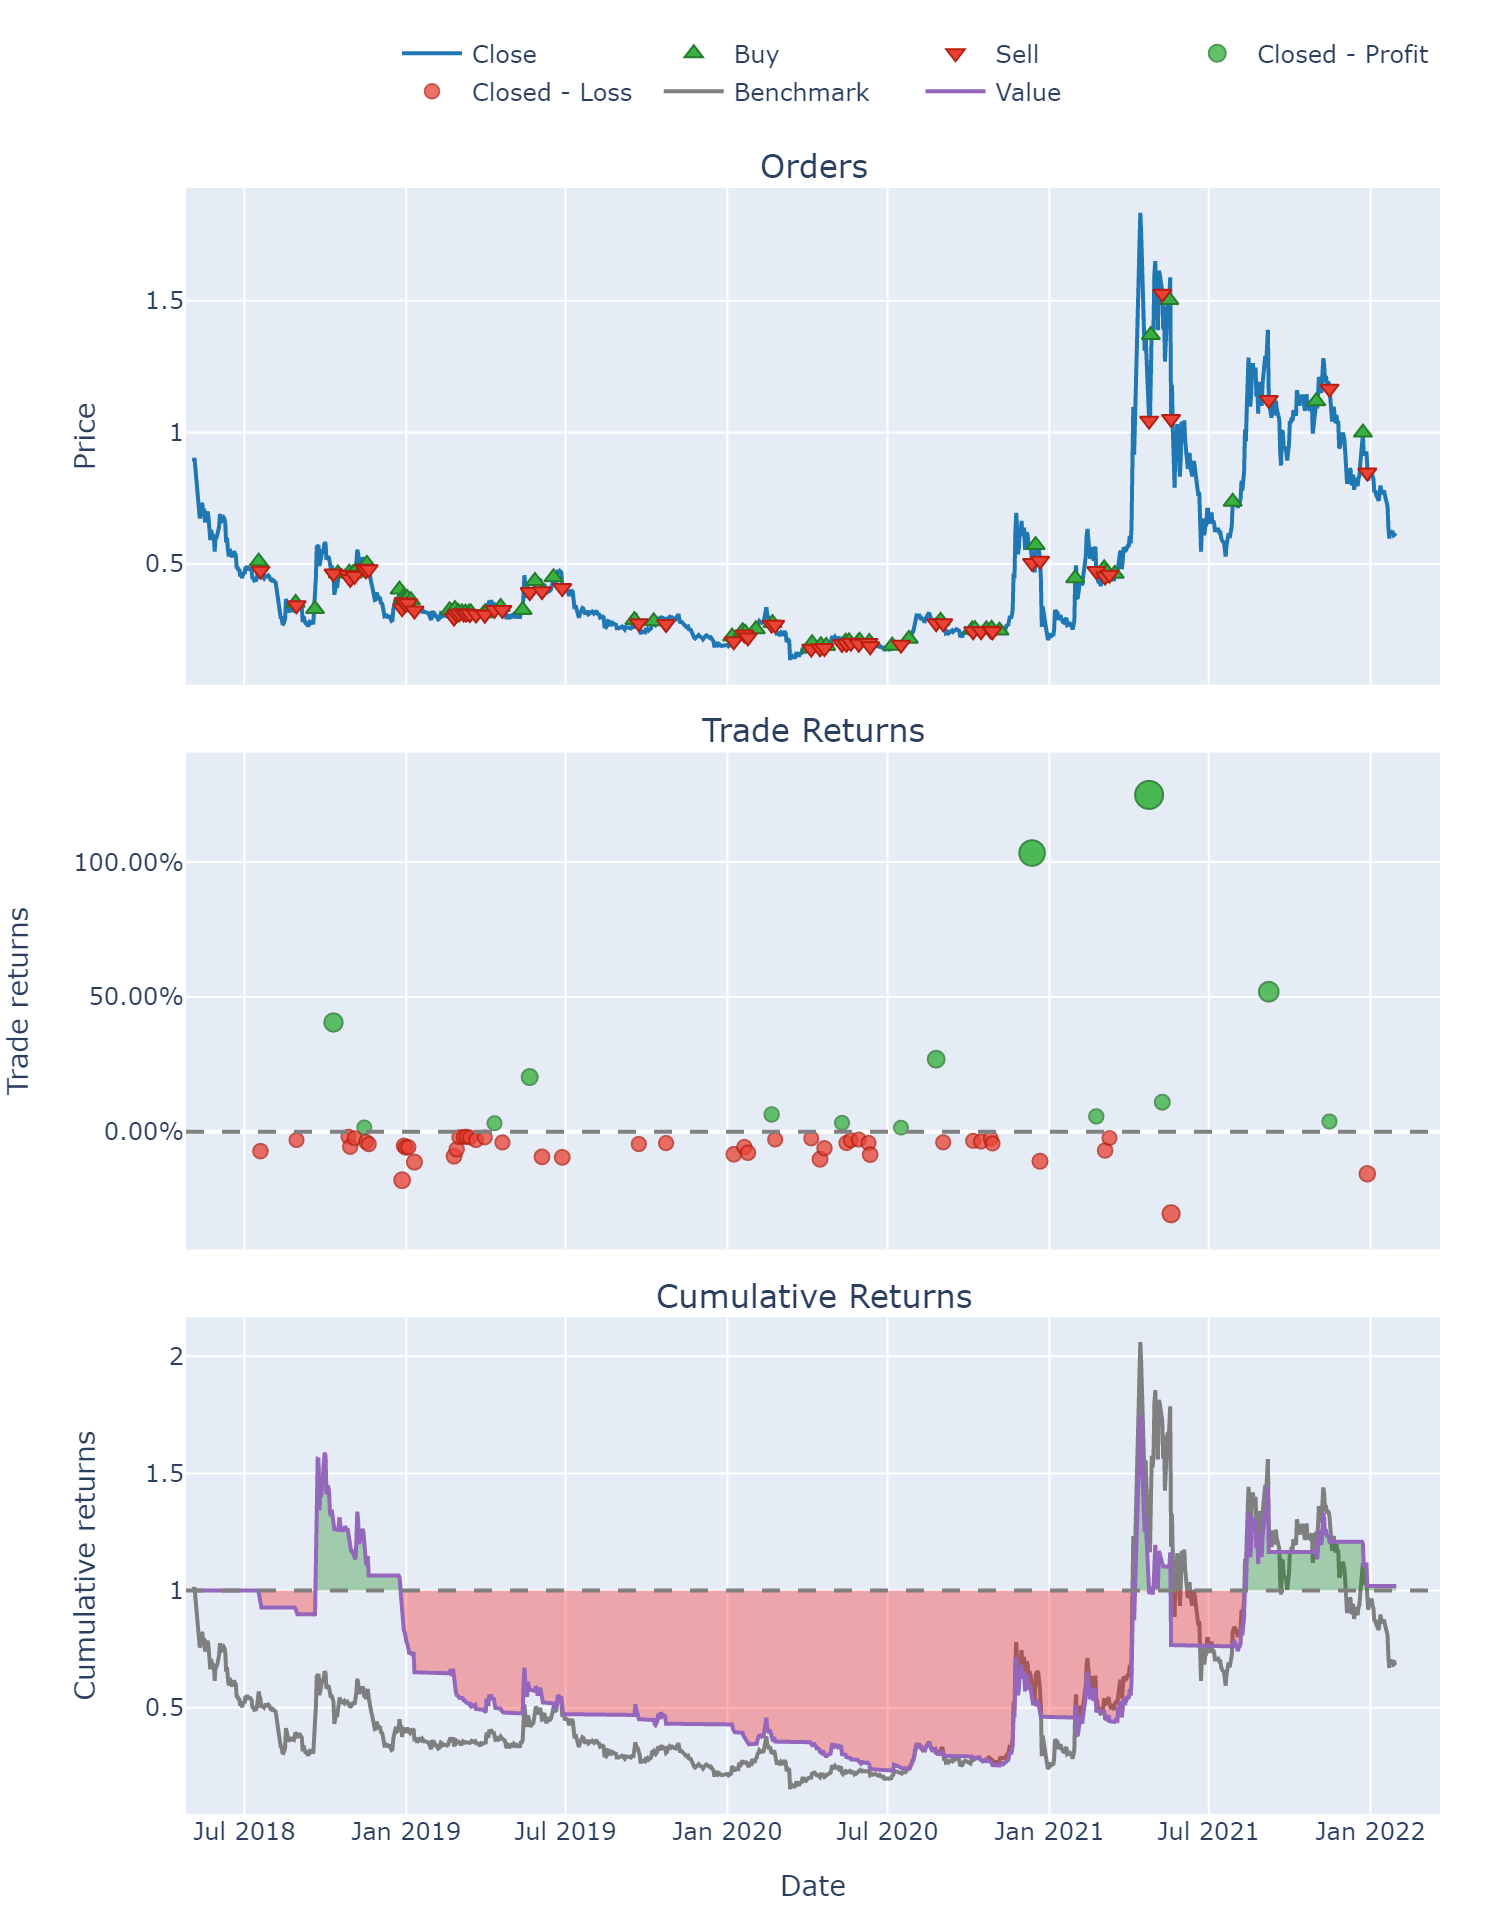 Close Buy Sell Closed - Profit
Closed - Loss Benchmark Value
Orders
1.5
1
0.5
Price
Trade Returns
100.00%
50.00%
0.00%
Trade returns
Cumulative Returns
2
1.5
1
0.5
Cumulative returns
Jul 2018 Jan 2019 Jul 2019 Jan 2020 Jul 2020 Jan 2021 Jul 2021 Jan 2022
Date